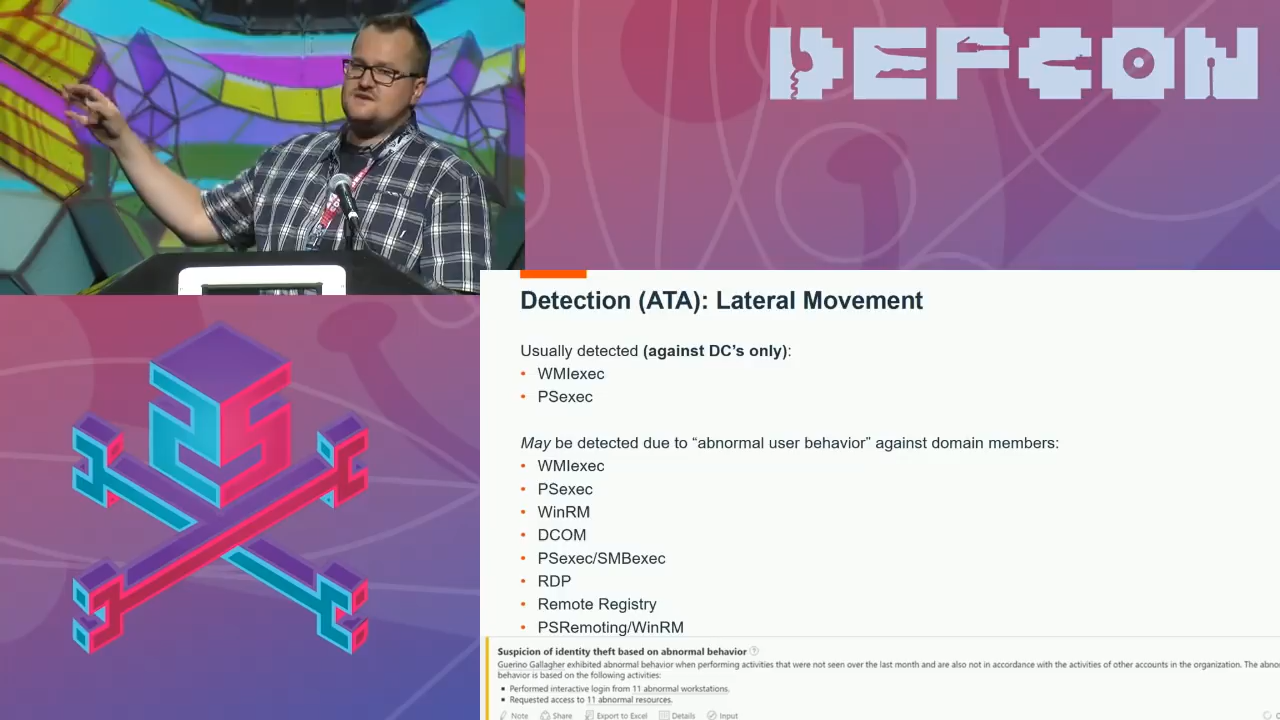 DEFCON
Detection (ATA): Lateral Movement
Usually detected (against DC's only):
• WMIexec
• PSexec
May be detected due to “abnormal user behavior” against domain members:
• WMIexec
• PSexec
• WinRM
• DCOM
• PSexec/SMBexec
• RDP
• Remote Registry
• PSRemoting/WinRM
Suspicion of identity theft based on abnormal behavior ?
Guerino Gallagher exhibited abnormal behavior when performing activities that were not seen over the last month and are also not in accordance with the activities of other accounts in the organization. The abno
behavior is based on the following activities:
▪ Performed interactive login from 11 abnormal workstations.
▪ Requested access to 11 abnormal resources.
Note Share Export to Excel Details Input